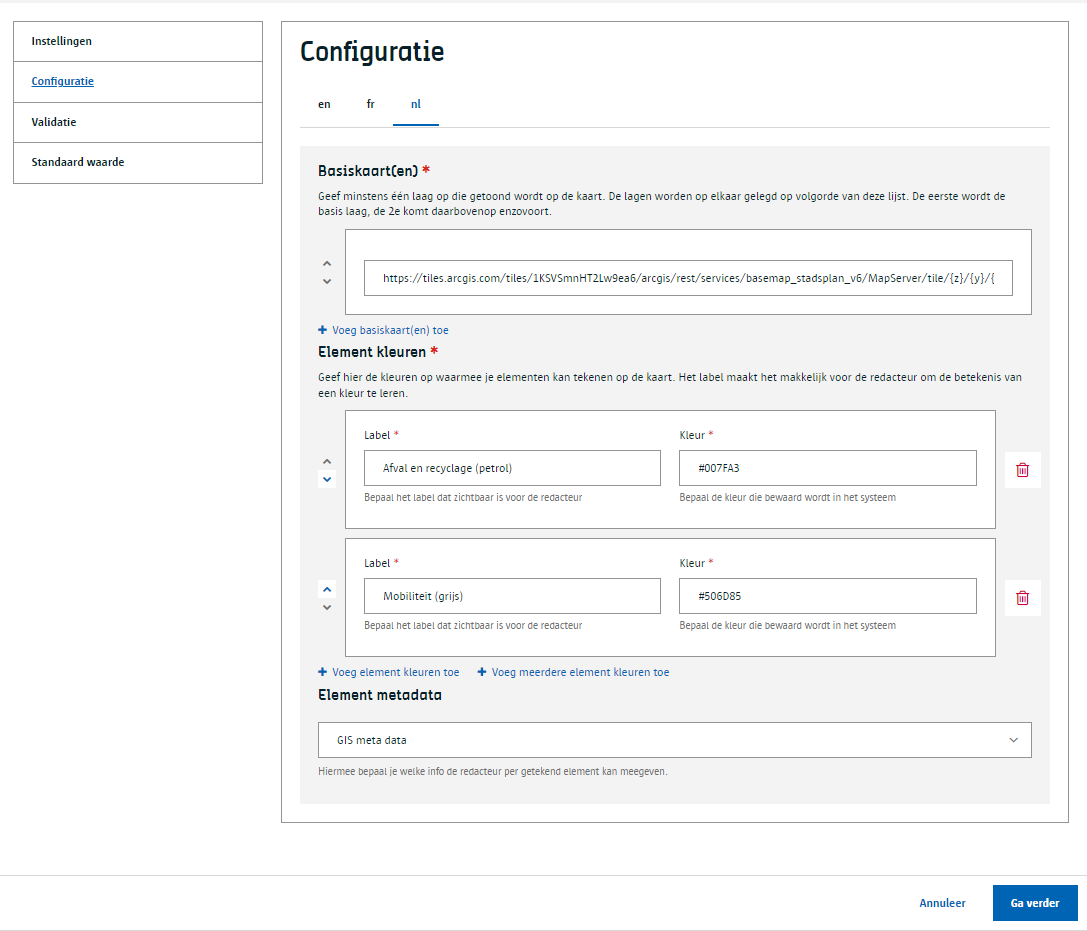 Instellingen
Configuratie
Validatie
Standaard waarde
Configuratie
en fr nl
Basiskaart(en) *
Geef minstens één laag op die getoond wordt op de kaart. De lagen worden op elkaar gelegd op volgorde van deze lijst. De eerste wordt de
basis laag, de 2e komt daarbovenop enzovoort.
https://tiles.arcgis.com/tiles/1KSVSmnHT2Lw9ea6/arcgis/rest/services/basemap_stadsplan_v6/MapServer/tile/{z}/{y}/{
+ Voeg basiskaart(en) toe
Element kleuren *
Geef hier de kleuren op waarmee je elementen kan tekenen op de kaart. Het label maakt het makkelijk voor de redacteur om de betekenis van
een kleur te leren.
Label * Kleur *
Afval en recyclage (petrol) #007FA3
Bepaal het label dat zichtbaar is voor de redacteur Bepaal de kleur die bewaard wordt in het systeem
Label * Kleur *
Mobiliteit (grijs) #506D85
Bepaal het label dat zichtbaar is voor de redacteur Bepaal de kleur die bewaard wordt in het systeem
+ Voeg element kleuren toe + Voeg meerdere element kleuren toe
Element metadata
GIS meta data
Hiermee bepaal je welke info de redacteur per getekend element kan meegeven.
Annuleer Ga verder